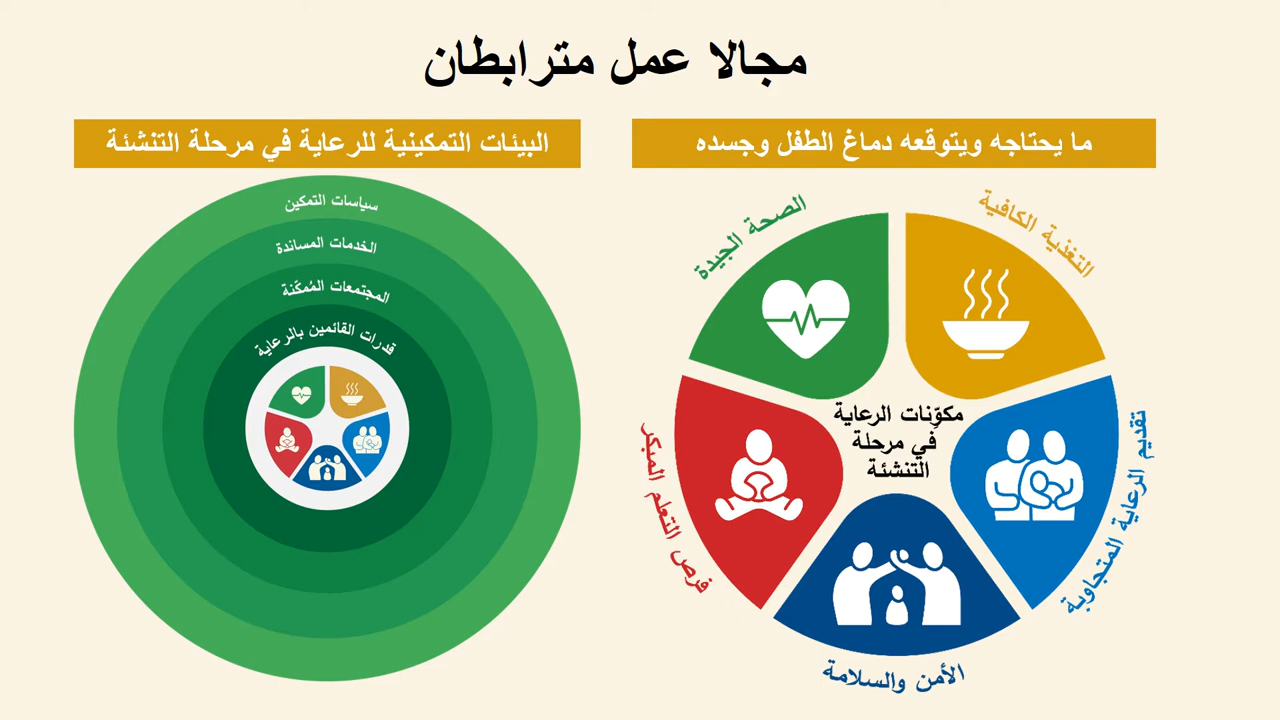 مجالا عمل مترابطان
ما يحتاجه ويتوقعه دماغ الطفل وجسده
التغذية الكافية
الصحة الجيدة
تقديم الرعاية المتجاوبة
فرص التعلم المبكر
الأمن والسلامة
مكوّنات الرعاية
في مرحلة
التنشئة
البيئات التمكينية للرعاية في مرحلة التنشئة
سياسات التمكين
الخدمات المساندة
المجتمعات المُمكّنة
قدرات القائمين بالرعاية